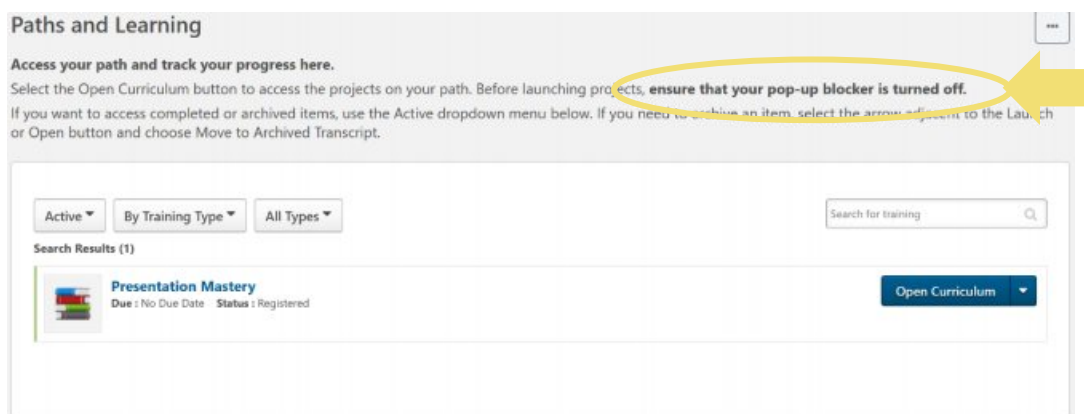 Paths and Learning
...
Access your path and track your progress here.
Select the Open Curriculum button to access the projects on your path. Before launching projects, ensure that your pop-up blocker is turned off.
If you want to access completed or archived items, use the Active dropdown menu below. If you need to archive an item, select the arrow adjacent to the Launch
or Open button and choose Move to Archived Transcript.
Active By Training Type All Types Search for training
Search Results (1)
Presentation Mastery
Due : No Due Date Status : Registered
Open Curriculum